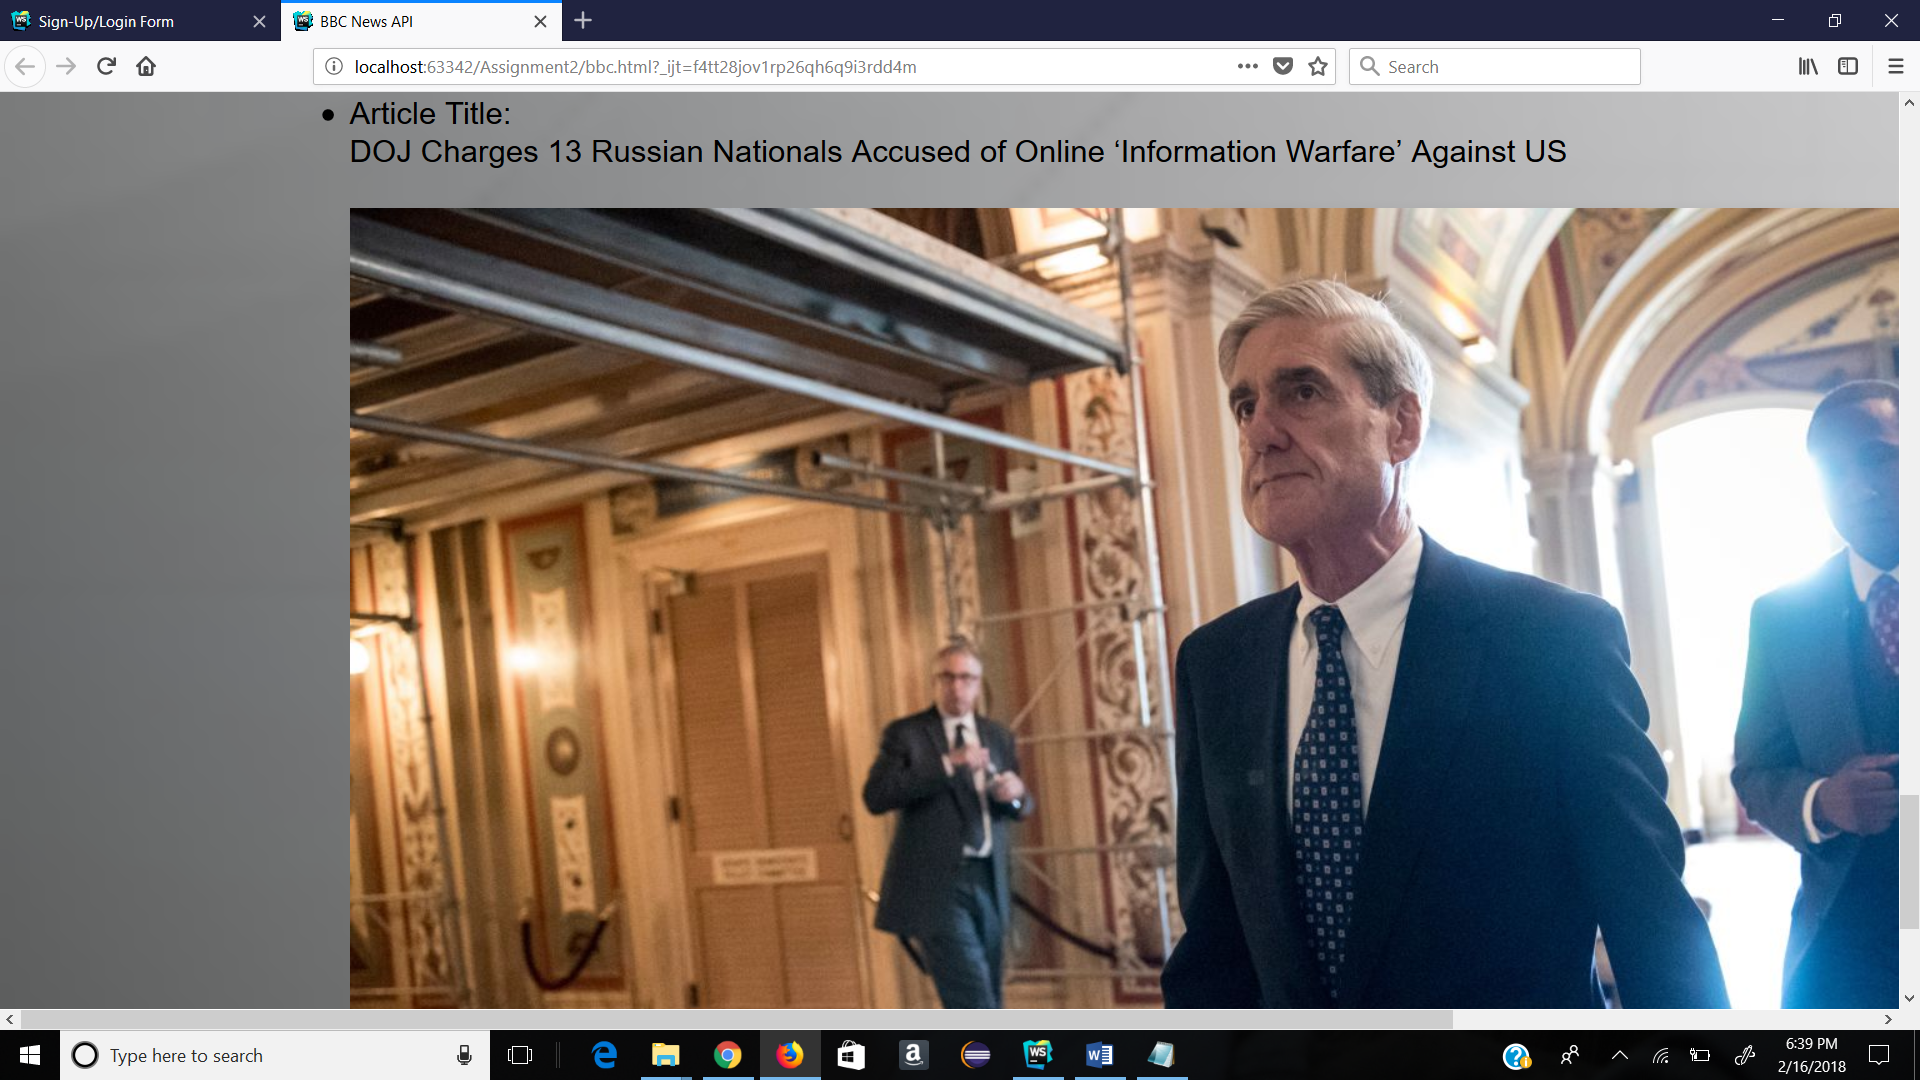 Sign-Up/Login Form
BBC News API
localhost:63342/Assignment2/bbc.html?_ijt=f4tt28jov1rp26qh6q9i3rdd4m
Search
Article Title:
DOJ Charges 13 Russian Nationals Accused of Online ‘Information Warfare’ Against US
Type here to search
WS
6:39 PM
2/16/2018